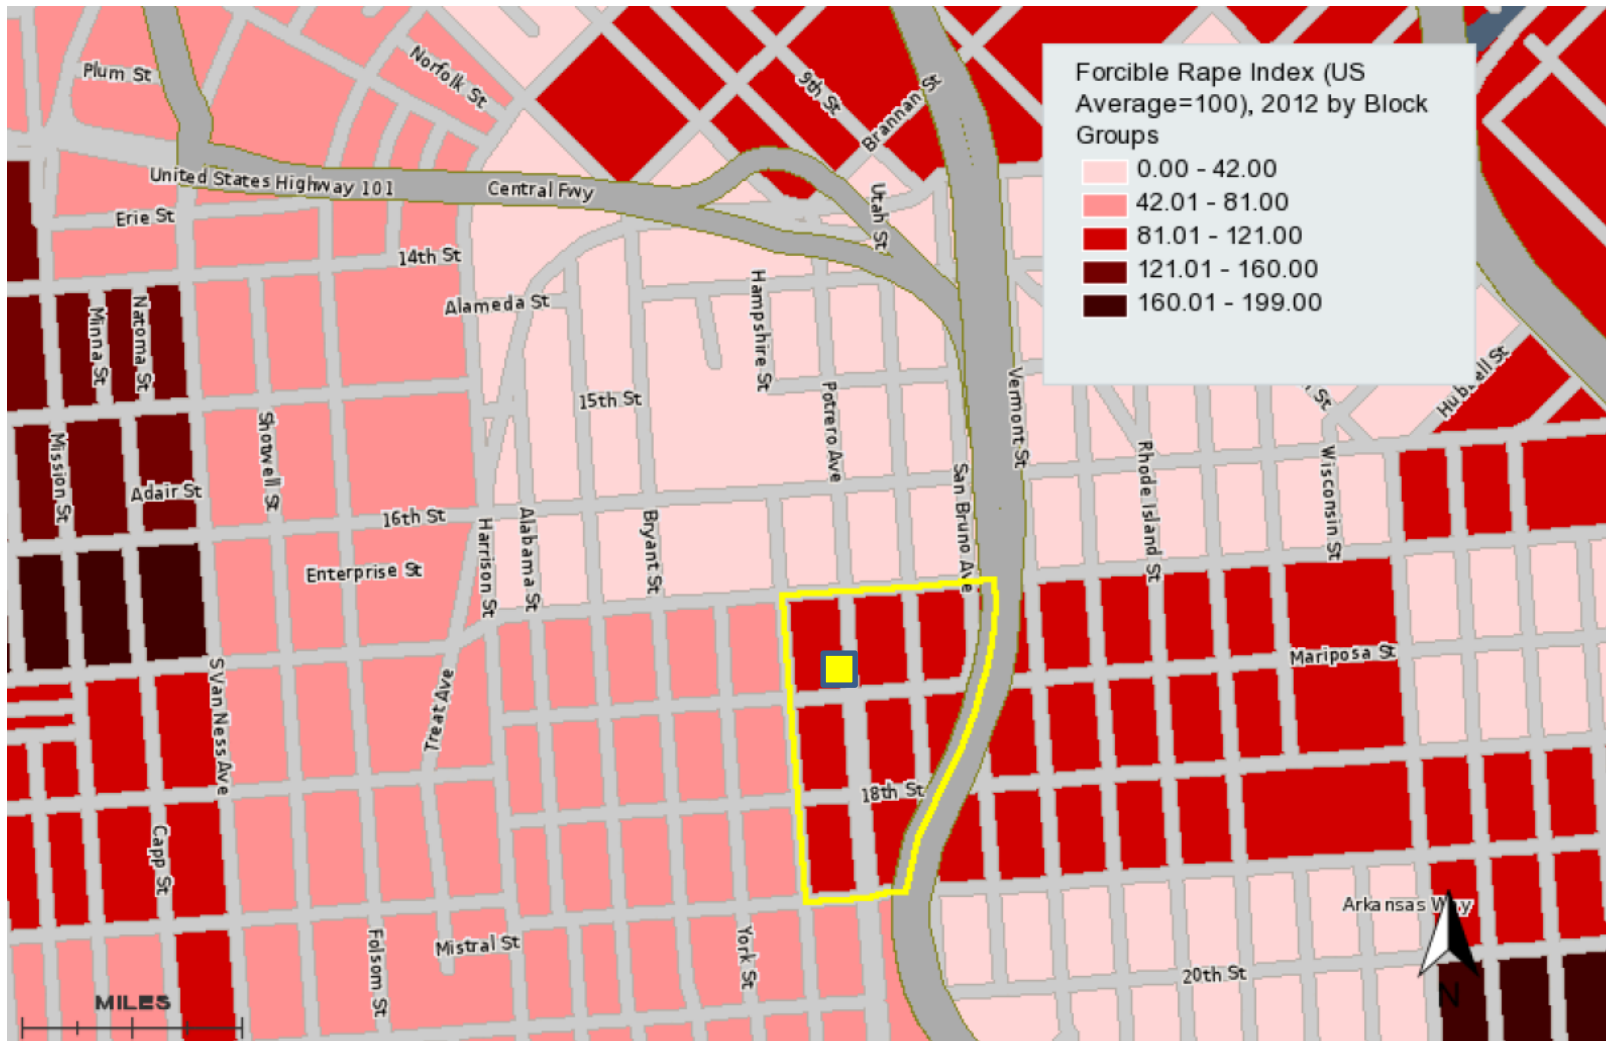 Plum St
Norfolk St
9th St
Brannan St
Forcible Rape Index (US
Average=100), 2012 by Block
Groups
0.00 - 42.00
42.01 - 81.00
81.01 - 121.00
121.01 - 160.00
160.01 - 199.00
United States Highway 101
Central Fwy
Utah St
Erie St
14th St
Alameda St
Hampshire St
Natoma St
Minna St
15th St
Potrero Ave
Vermont St
St
Shotwell St
Mission St
Adair St
16th St
Harrison St
Alabama St
Bryant St
San Bruno Ave
Rhode Island St
Wisconsin St
Enterprise St
Mariposa St
S Van Ness Ave
Treat Ave
18th St
Capp St
Arkansas Way
Folsom St
Mistral St
York St
20th St
MILES
N